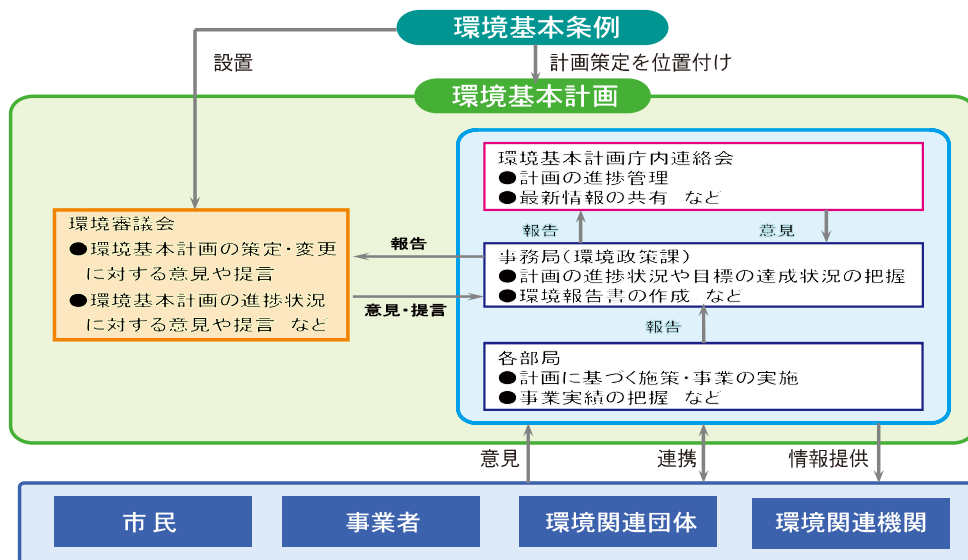 環境基本条例
設置
計画策定を位置付け
環境基本計画
環境基本計画庁内連絡会
●計画の進捗管理
●最新情報の共有 など
報告
意見
環境審議会
●環境基本計画の策定・変更
に対する意見や提言
●環境基本計画の進捗状況
に対する意見や提言 など
報告
意見・提言
事務局(環境政策課)
●計画の進捗状況や目標の達成状況の把握
●環境報告書の作成 など
報告
各部局
●計画に基づく施策・事業の実施
●事業実績の把握 など
意見
連携
情報提供
市民
事業者
環境関連団体
環境関連機関